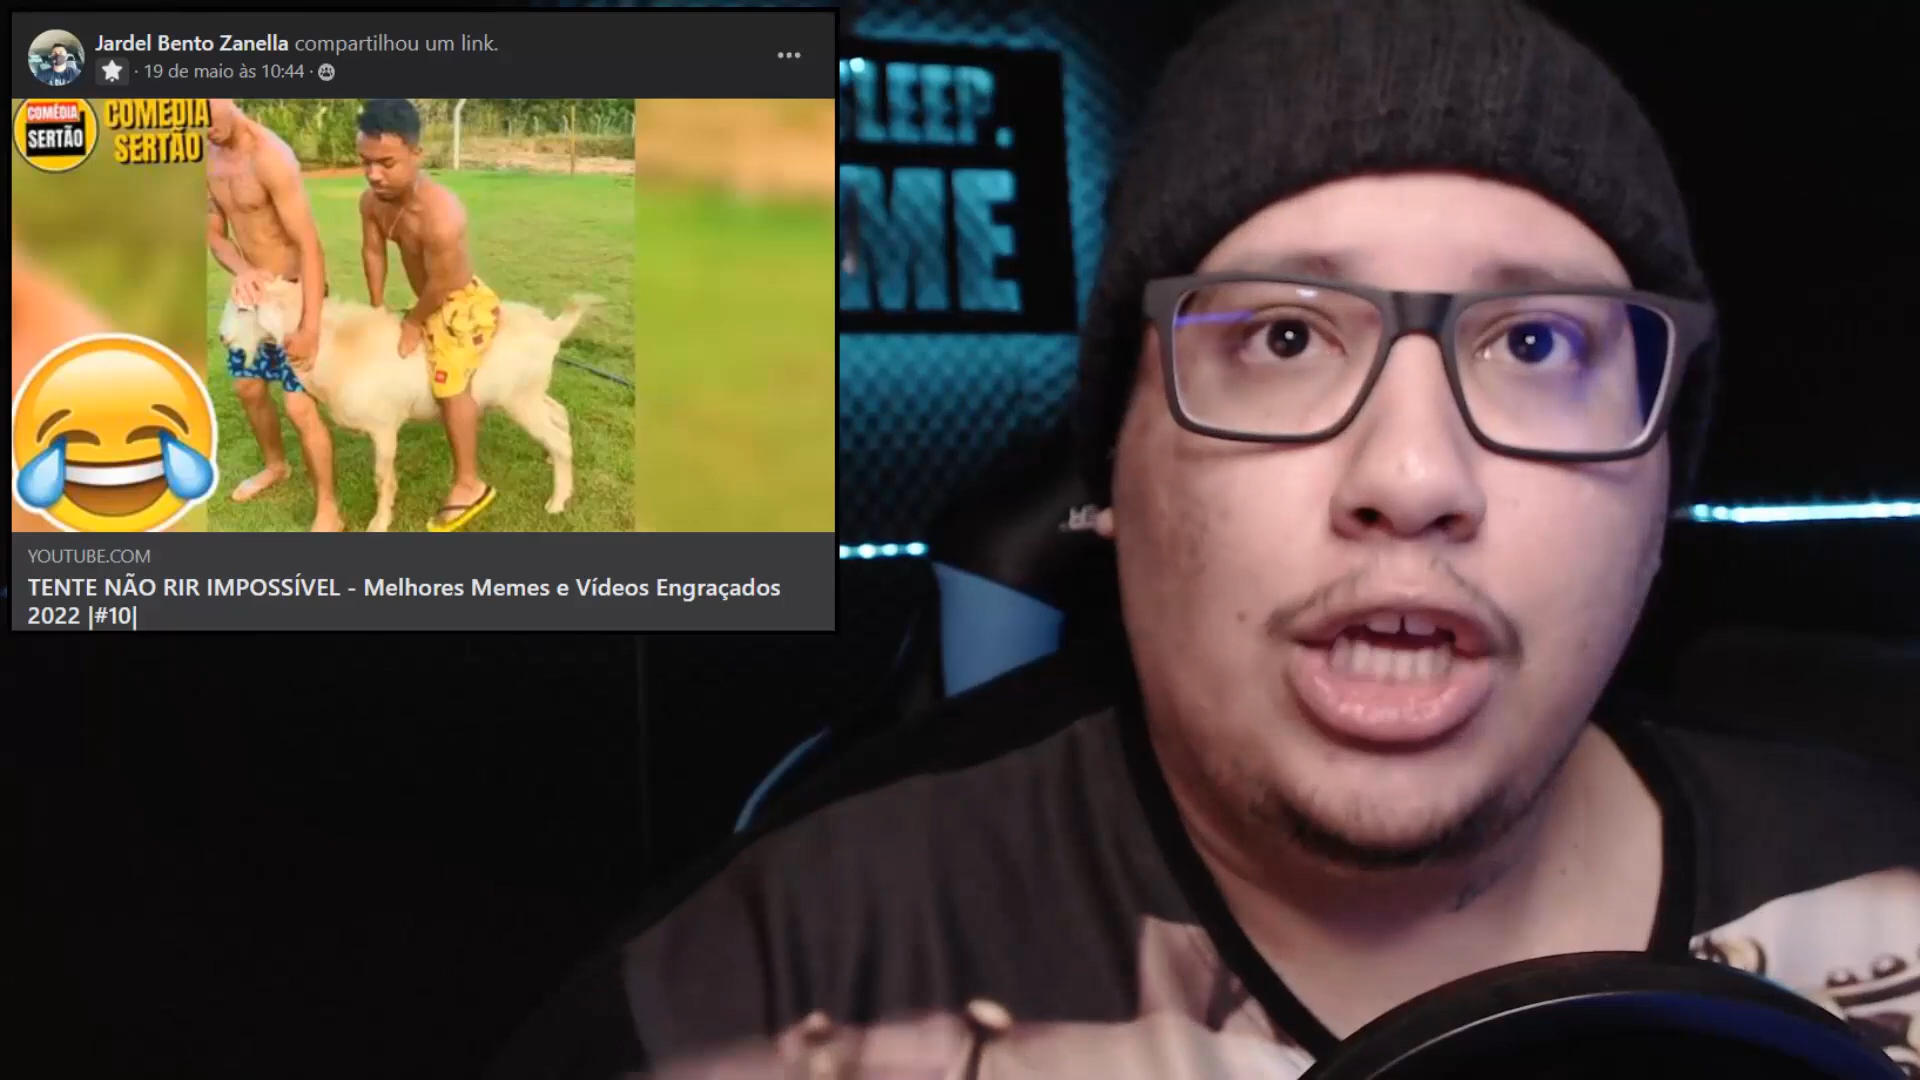 Jardel Bento Zanella compartilhou um link.
· 19 de maio às 10:44 ·
COMÉDIA
SERTÃO
COMÉDIA
SERTÃO
YOUTUBE.COM
TENTE NÃO RIR IMPOSSÍVEL - Melhores Memes e Vídeos Engraçados
2022 |#10|